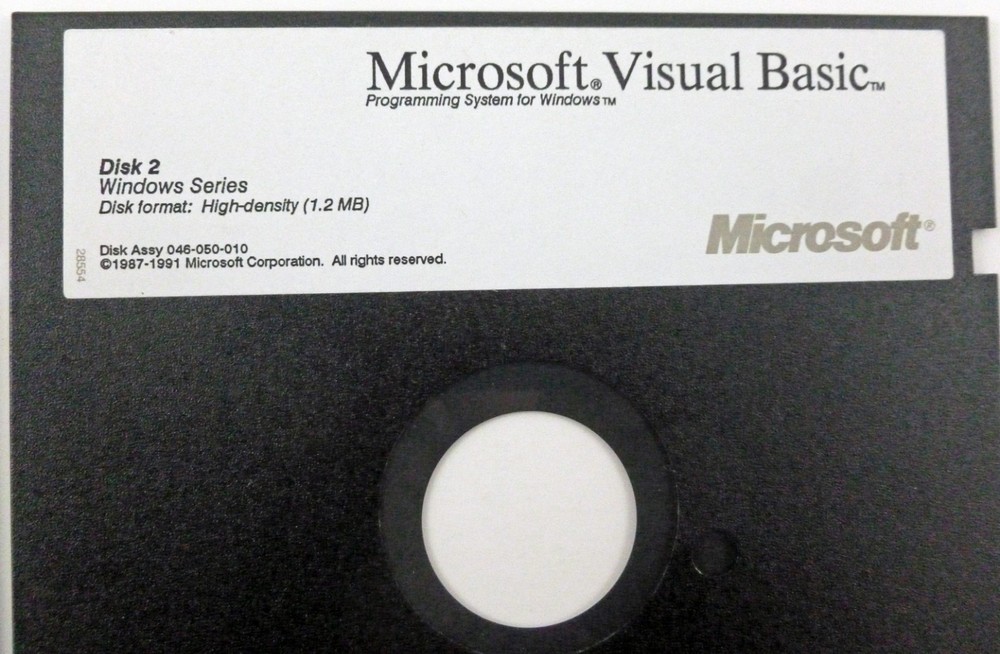 Microsoft® Visual Basic™
Programming System for Windows™
Disk 2
Windows Series
Disk format: High-density (1.2 MB)
Microsoft®
Disk Assy 046-050-010
©1987-1991 Microsoft Corporation. All rights reserved.
28554